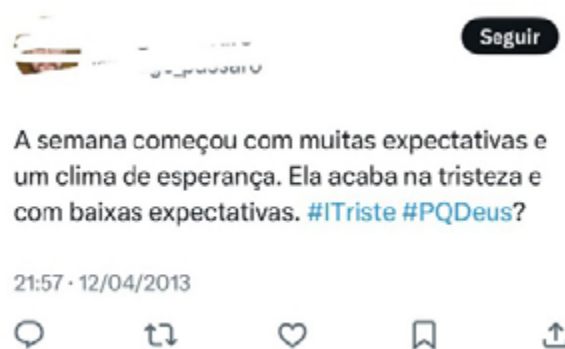 Seguir
A semana começou com muitas expectativas e
um clima de esperança. Ela acaba na tristeza e
com baixas expectativas. #ITriste #PQDeus?
21:57 · 12/04/2013